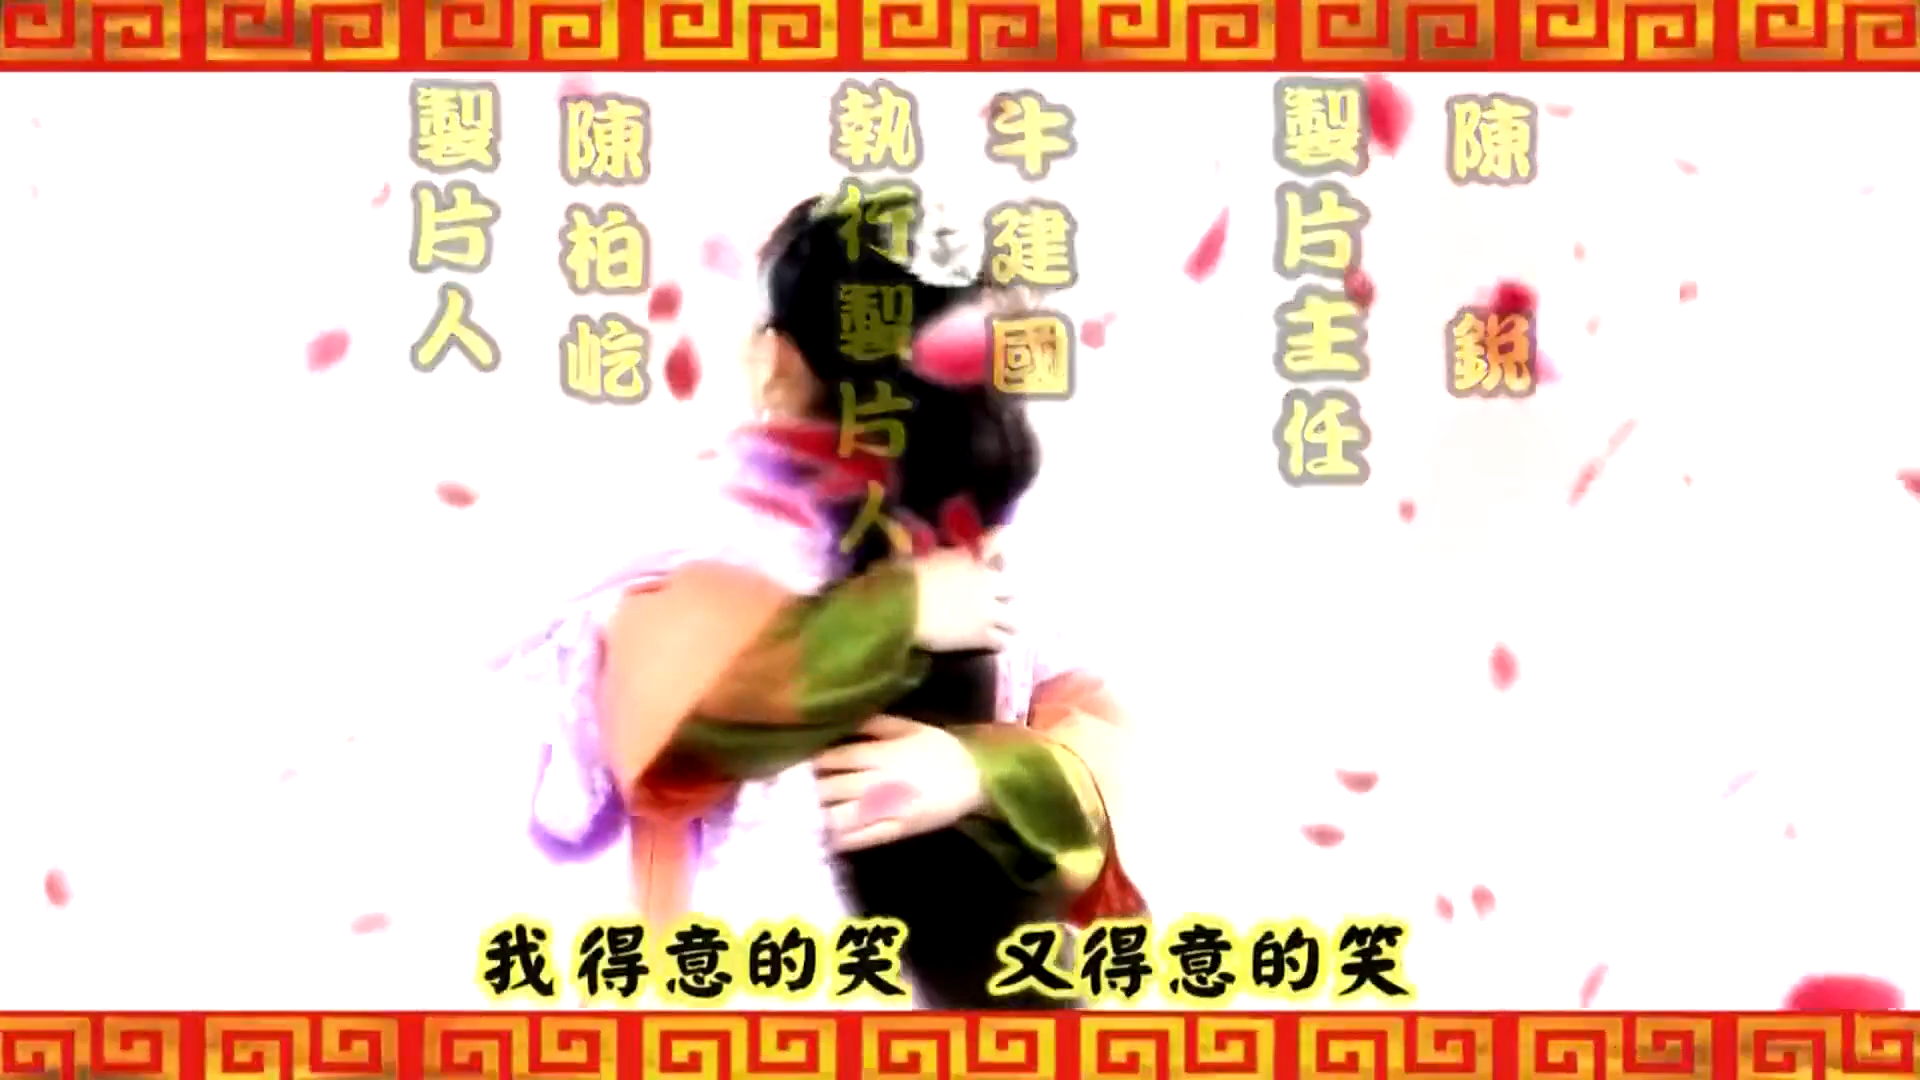 製片人
陳柏屹
執行製片人
牛建國
製片主任
陳 銳
我得意的笑 又得意的笑